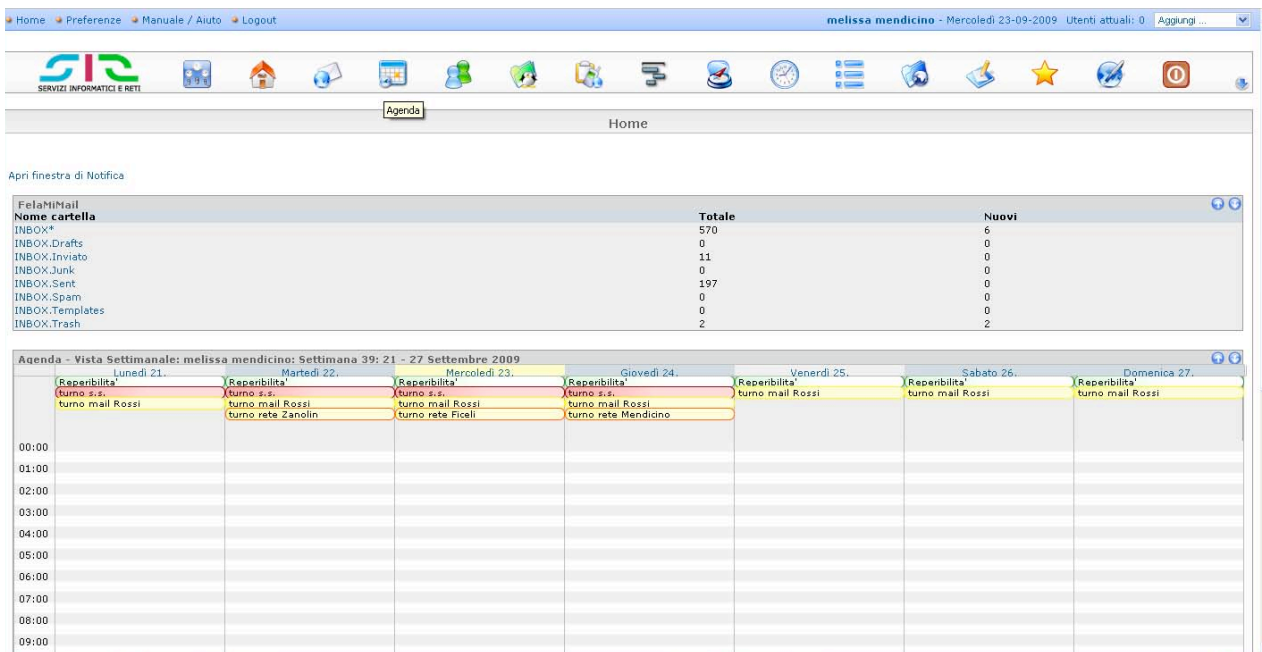 Home Preferenze Manuale / Aiuto Logout melissa mendicino - Mercoledì 23-09-2009 Utenti attuali: 0 Aggiungi ...
SIR
SERVIZI INFORMATICI E RETI
Agenda
Home
Apri finestra di Notifica
FelaMiMail
Nome cartella Totale Nuovi
INBOX* 570 6
INBOX.Drafts 0 0
INBOX.Inviato 11 0
INBOX.Junk 0 0
INBOX.Sent 197 0
INBOX.Spam 0 0
INBOX.Templates 0 0
INBOX.Trash 2 2
Agenda - Vista Settimanale: melissa mendicino: Settimana 39: 21 - 27 Settembre 2009
Lunedì 21. Martedì 22. Mercoledì 23. Giovedì 24. Venerdì 25. Sabato 26. Domenica 27.
Reperibilita' Reperibilita' Reperibilita' Reperibilita' Reperibilita' Reperibilita' Reperibilita'
turno s.s. turno s.s. turno s.s. turno s.s. turno mail Rossi turno mail Rossi turno mail Rossi
turno mail Rossi turno mail Rossi turno mail Rossi turno mail Rossi
turno rete Zanolin turno rete Ficeli turno rete Mendicino
00:00
01:00
02:00
03:00
04:00
05:00
06:00
07:00
08:00
09:00